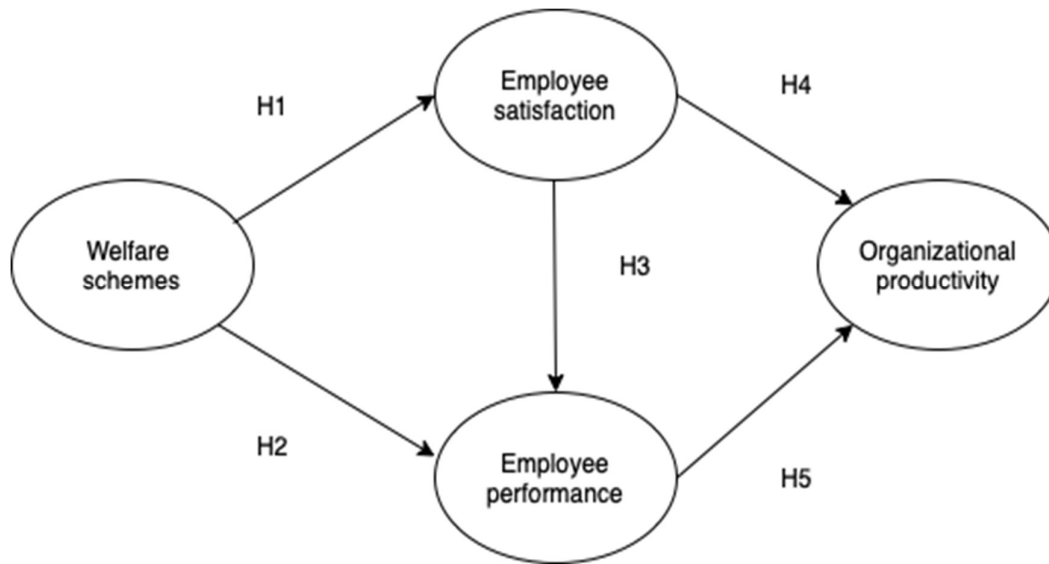 Employee
satisfaction
H1
H4
Welfare
schemes
H3
Organizational
productivity
H2
Employee
performance
H5